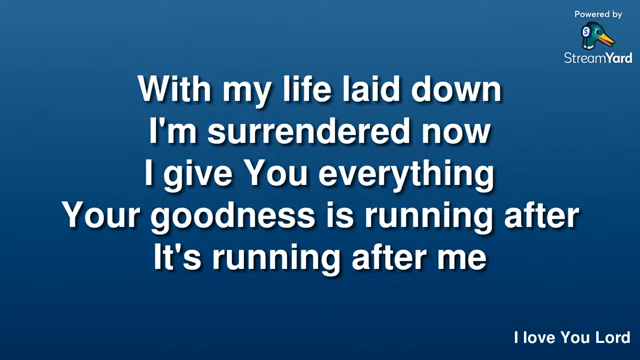 Powered by
StreamYard
With my life laid down
I'm surrendered now
I give You everything
Your goodness is running after
It's running after me
I love You Lord